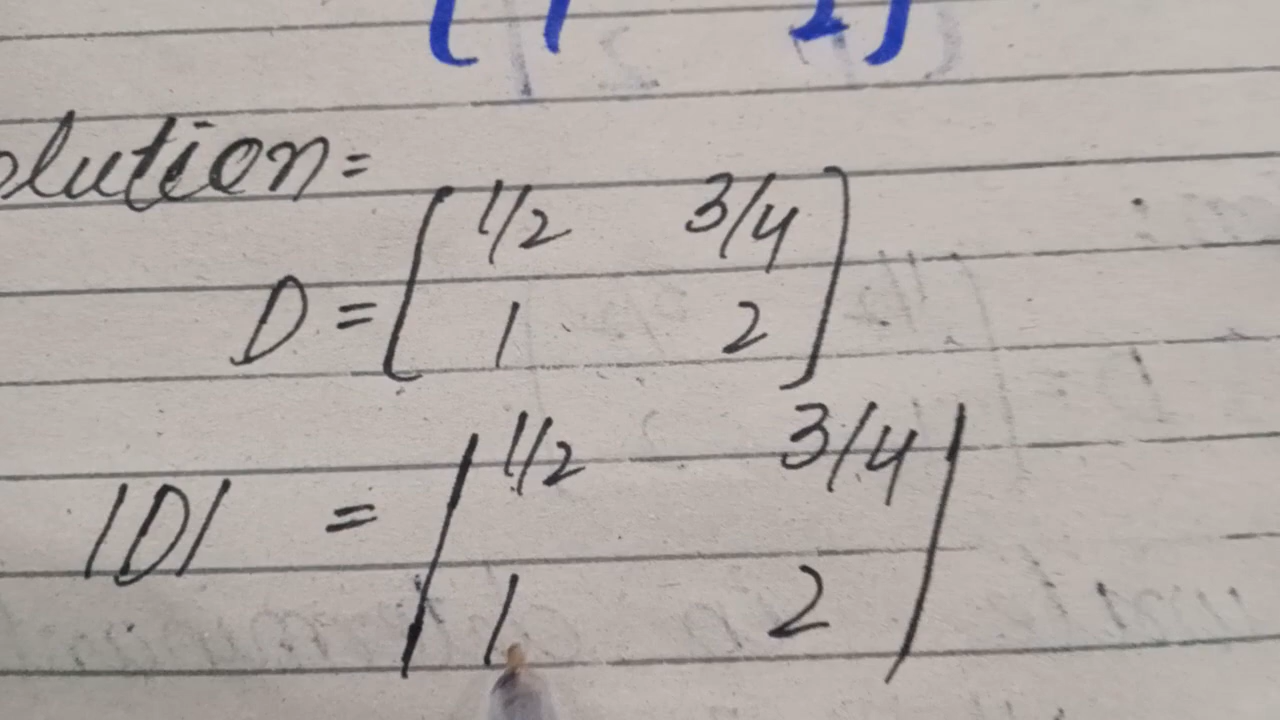 olution=
1/2 3/4
D =
1 2
1/2 3/4
|D| =
1 2